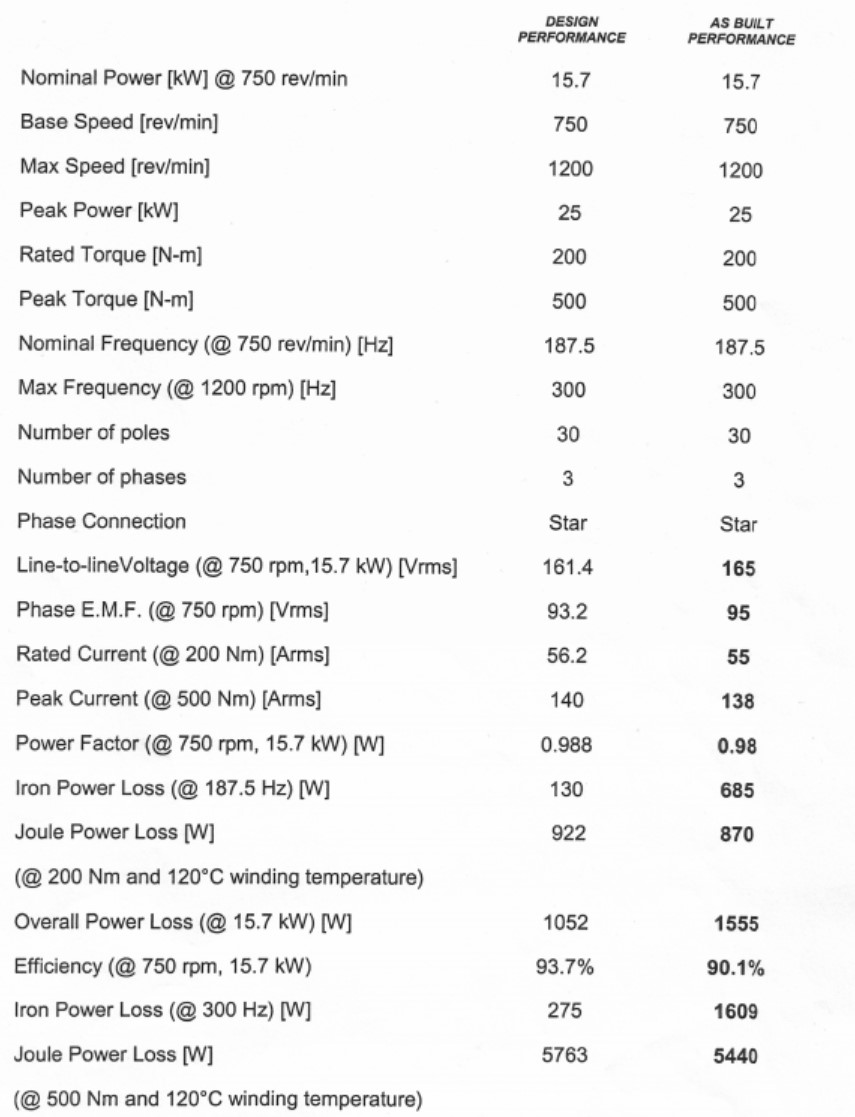 DESIGN PERFORMANCE AS BUILT PERFORMANCE
Nominal Power [kW] @ 750 rev/min 15.7 15.7
Base Speed [rev/min] 750 750
Max Speed [rev/min] 1200 1200
Peak Power [kW] 25 25
Rated Torque [N-m] 200 200
Peak Torque [N-m] 500 500
Nominal Frequency (@ 750 rev/min) [Hz] 187.5 187.5
Max Frequency (@ 1200 rpm) [Hz] 300 300
Number of poles 30 30
Number of phases 3 3
Phase Connection Star Star
Line-to-lineVoltage (@ 750 rpm,15.7 kW) [Vrms] 161.4 165
Phase E.M.F. (@ 750 rpm) [Vrms] 93.2 95
Rated Current (@ 200 Nm) [Arms] 56.2 55
Peak Current (@ 500 Nm) [Arms] 140 138
Power Factor (@ 750 rpm, 15.7 kW) [W] 0.988 0.98
Iron Power Loss (@ 187.5 Hz) [W] 130 685
Joule Power Loss [W] 922 870
(@ 200 Nm and 120°C winding temperature)
Overall Power Loss (@ 15.7 kW) [W] 1052 1555
Efficiency (@ 750 rpm, 15.7 kW) 93.7% 90.1%
Iron Power Loss (@ 300 Hz) [W] 275 1609
Joule Power Loss [W] 5763 5440
(@ 500 Nm and 120°C winding temperature)